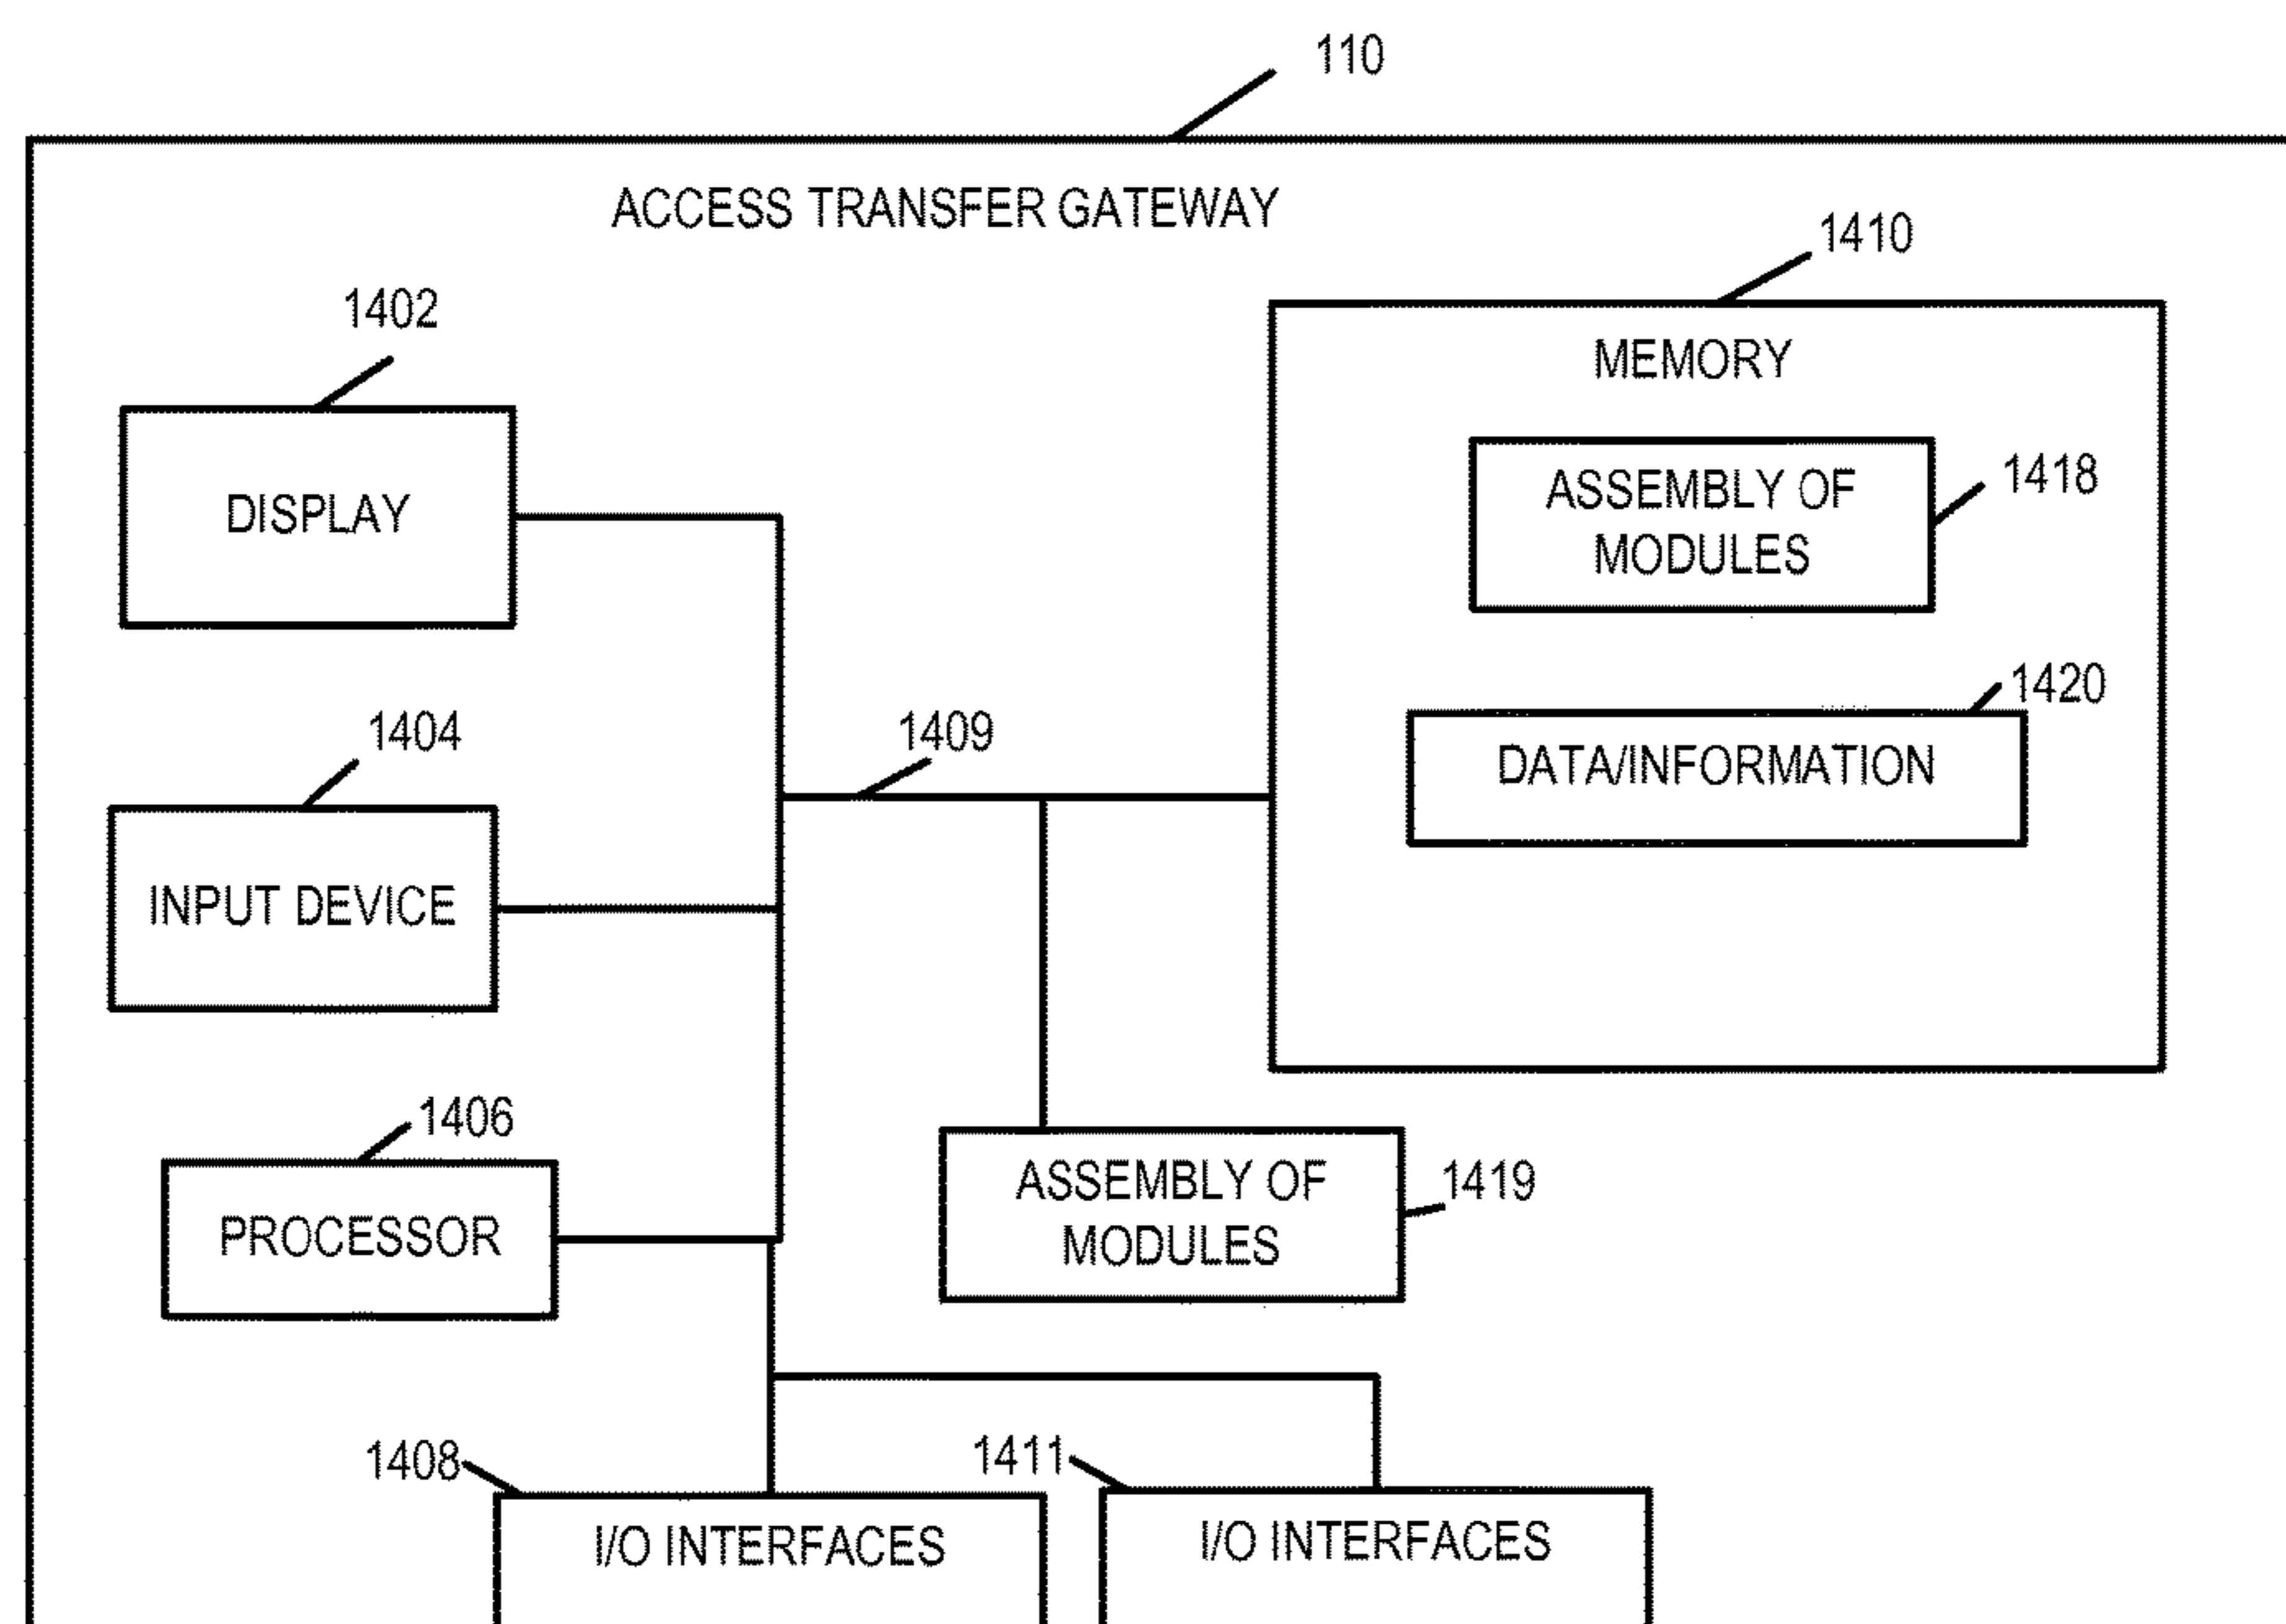 110
ACCESS TRANSFER GATEWAY
1410
1402
MEMORY
DISPLAY
ASSEMBLY OF
MODULES
1418
1420
DATA/INFORMATION
1404
1409
INPUT DEVICE
1406
PROCESSOR
ASSEMBLY OF
MODULES
1419
1408
1411
I/O INTERFACES
I/O INTERFACES